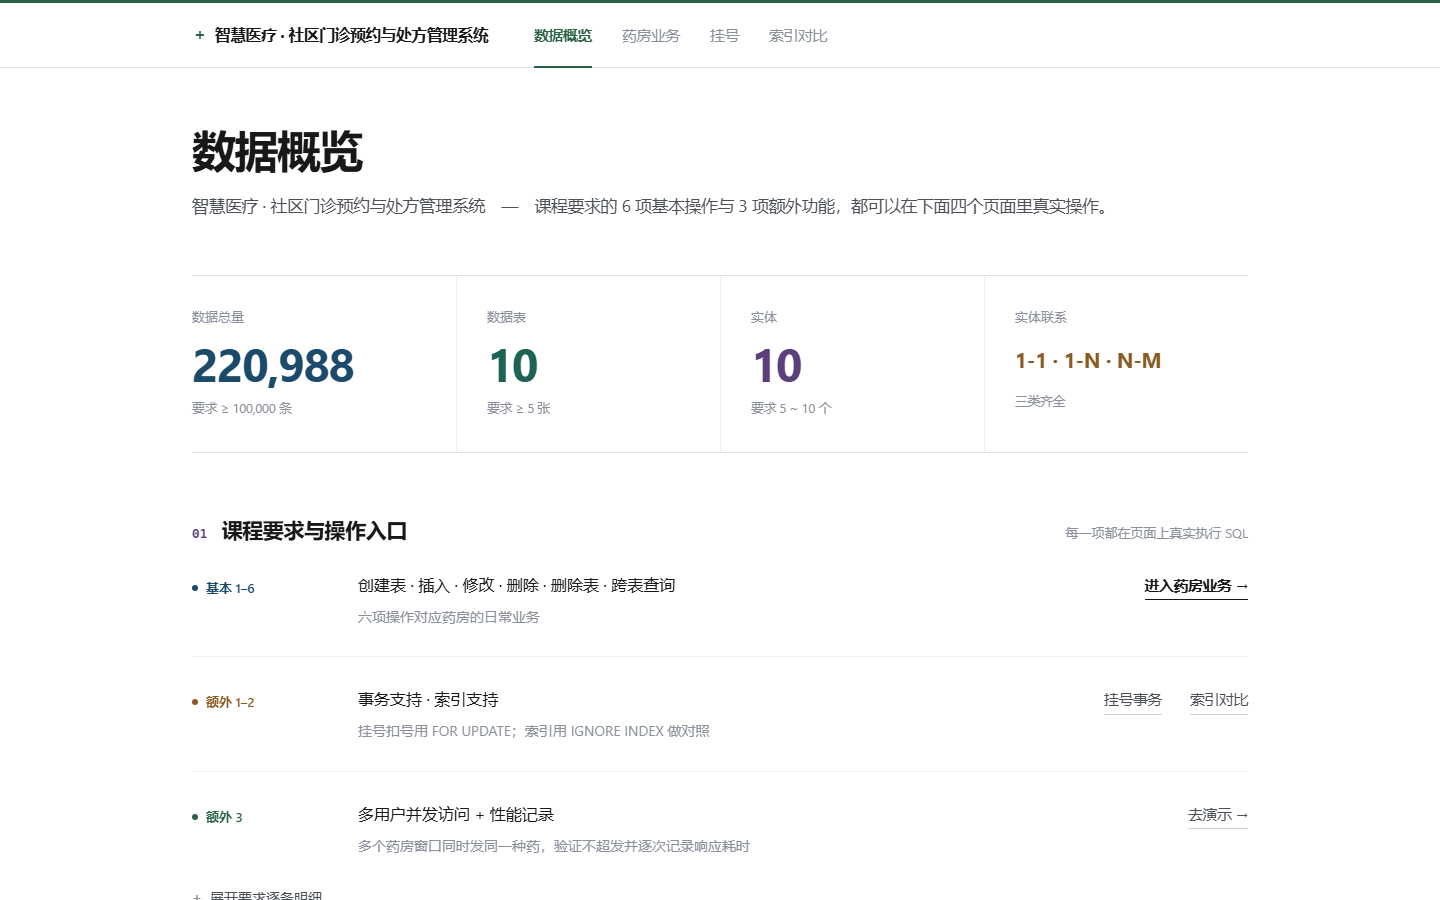 + 智慧医疗 · 社区门诊预约与处方管理系统 数据概览 药房业务 挂号 索引对比
数据概览
智慧医疗 · 社区门诊预约与处方管理系统 — 课程要求的 6 项基本操作与 3 项额外功能，都可以在下面四个页面里真实操作。
数据总量
220,988
要求 ≥ 100,000 条
数据表
10
要求 ≥ 5 张
实体
10
要求 5 ~ 10 个
实体联系
1-1 · 1-N · N-M
三类齐全
01 课程要求与操作入口 每一项都在页面上真实执行 SQL
基本 1–6 创建表 · 插入 · 修改 · 删除 · 删除表 · 跨表查询 进入药房业务 →
六项操作对应药房的日常业务
额外 1–2 事务支持 · 索引支持 挂号事务 索引对比
挂号扣号用 FOR UPDATE；索引用 IGNORE INDEX 做对照
额外 3 多用户并发访问 + 性能记录 去演示 →
多个药房窗口同时发同一种药，验证不超发并逐次记录响应耗时
+ 展开要求逐条明细